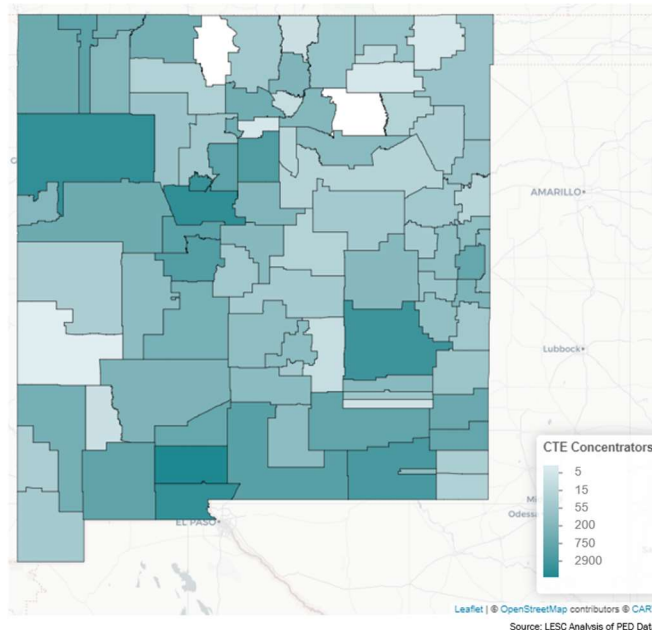 AMARILLO
Lubbock
CTE Concentrators
5
15
55
200
750
2900
Odessa
EL PASO
Leaflet | © OpenStreetMap contributors © CAR
Source: LESC Analysis of PED Data